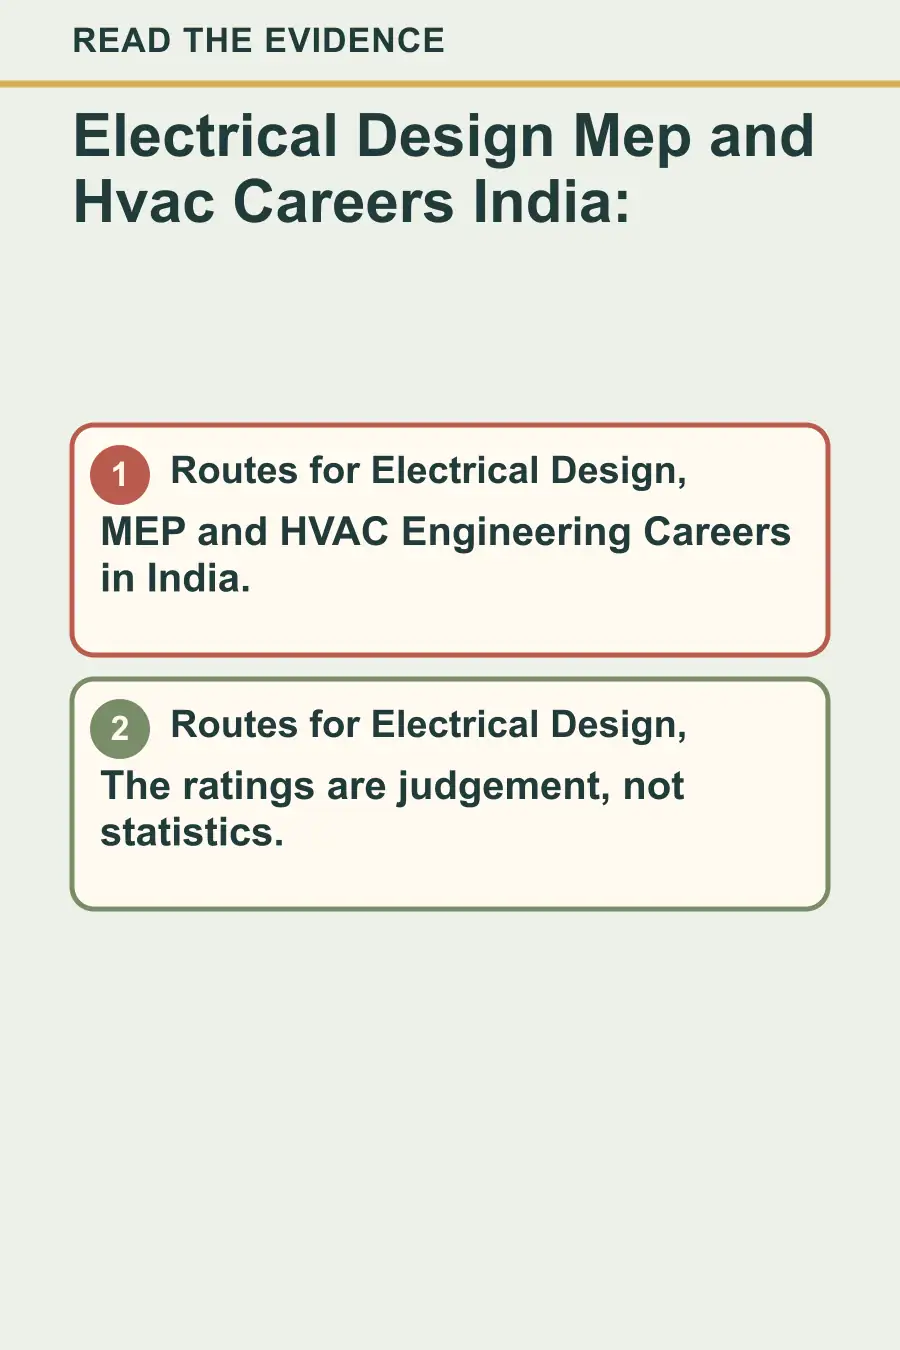 READ THE EVIDENCE
Electrical Design Mep and
Hvac Careers India:
1 Routes for Electrical Design,
MEP and HVAC Engineering Careers
in India.
2 Routes for Electrical Design,
The ratings are judgement, not
statistics.